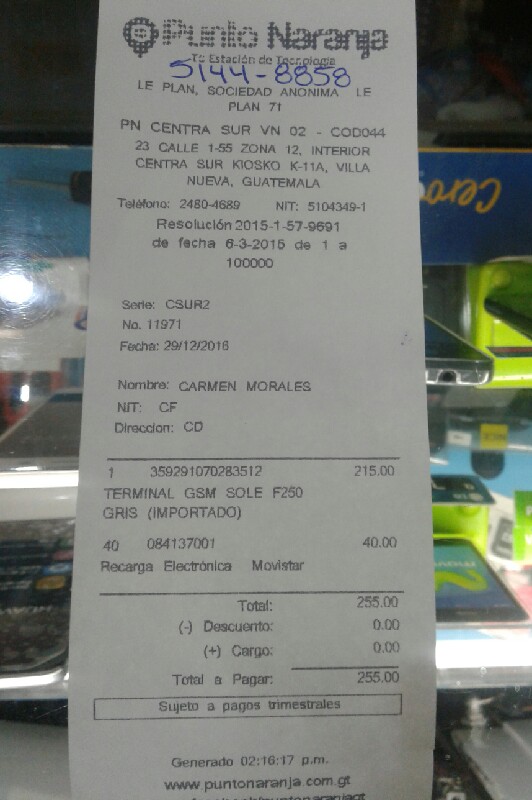 Punto Naranja
Tu Estación de Tecnología
5144-8858
LE PLAN, SOCIEDAD ANONIMA LE
PLAN 71
PN CENTRA SUR VN 02 - COD044
23 CALLE 1-55 ZONA 12, INTERIOR
CENTRA SUR KIOSKO K-11A, VILLA
NUEVA, GUATEMALA
Teléfono: 2480-4689 NIT: 5104349-1
Resolución 2015-1-57-9691
de fecha 6-3-2015 de 1 a
100000
Serie: CSUR2
No. 11971
Fecha: 29/12/2016
Nombre: CARMEN MORALES
NIT: CF
Direccion: CD
1 359291070283512 215.00
TERMINAL GSM SOLE F250
GRIS (IMPORTADO)
40 084137001 40.00
Recarga Electrónica Movistar
Total: 255.00
(-) Descuento: 0.00
(+) Cargo: 0.00
Total a Pagar: 255.00
Sujeto a pagos trimestrales
Generado 02:16:17 p.m.
www.puntonaranja.com.gt